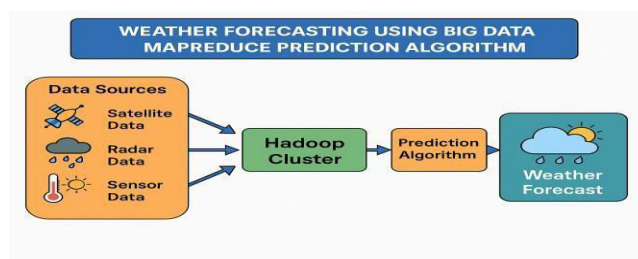 WEATHER FORECASTING USING BIG DATA
MAPREDUCE PREDICTION ALGORITHM
Data Sources
Satellite
Data
Radar
Data
Sensor
Data
Hadoop
Cluster
Prediction
Algorithm
Weather
Forecast